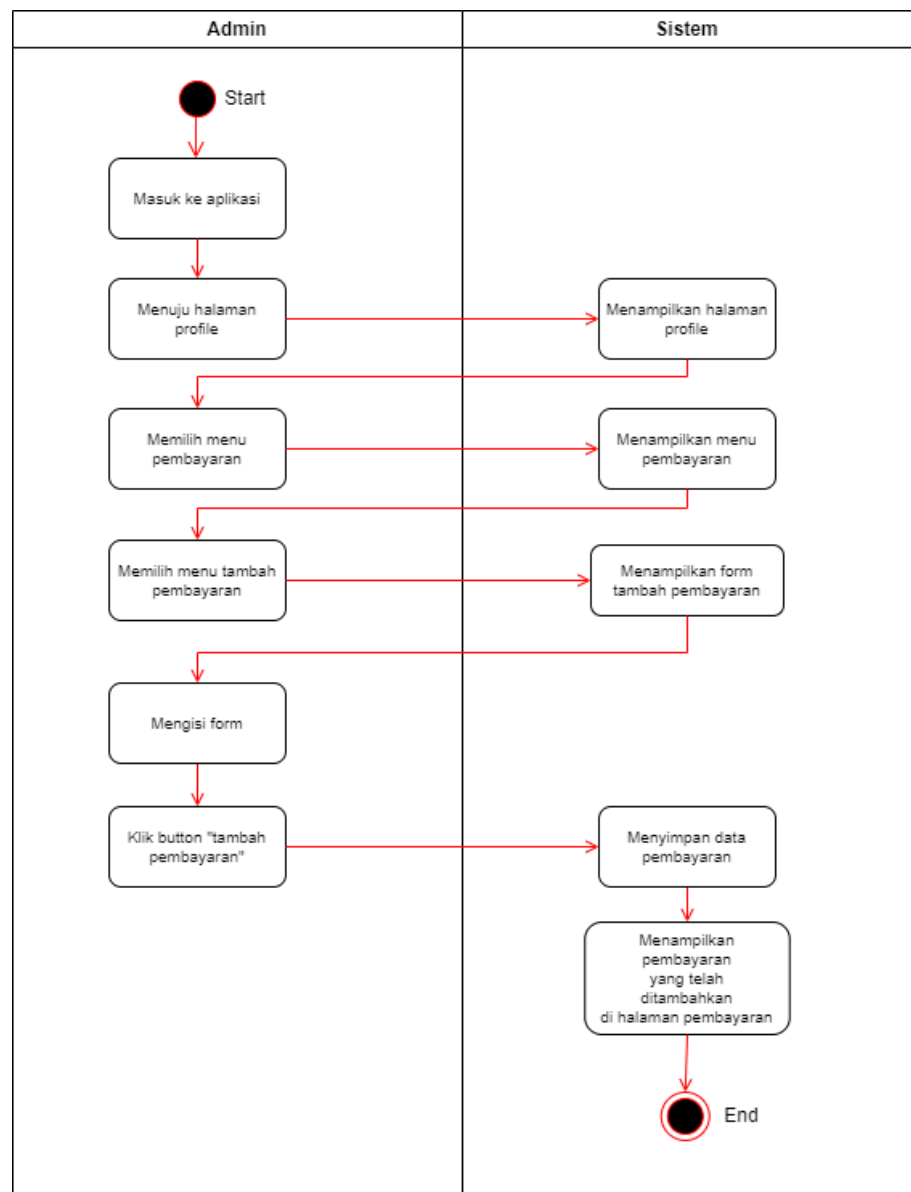 Admin
Sistem
Start
Masuk ke aplikasi
Menuju halaman
profile
Menampilkan halaman
profile
Memilih menu
pembayaran
Menampilkan menu
pembayaran
Memilih menu tambah
pembayaran
Menampilkan form
tambah pembayaran
Mengisi form
Klik button "tambah
pembayaran"
Menyimpan data
pembayaran
Menampilkan
pembayaran
yang telah
ditambahkan
di halaman pembayaran
End